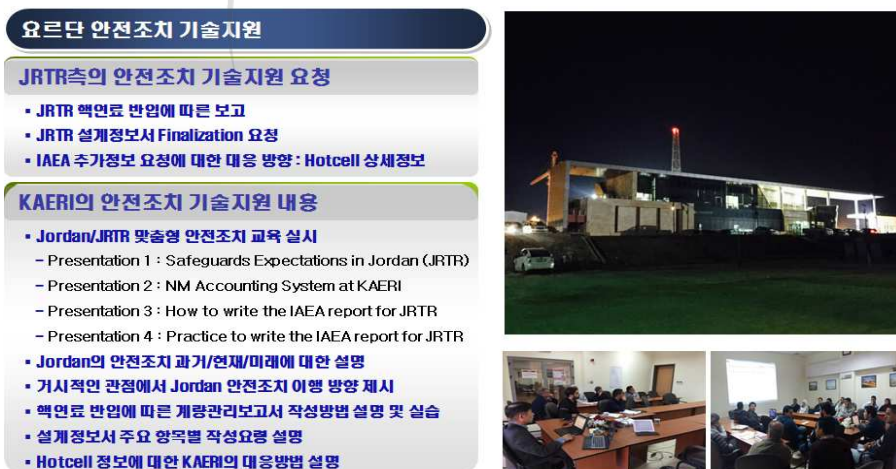 요르단 안전조치 기술지원
JRTR측의 안전조치 기술지원 요청
▪ JRTR 핵연료 반입에 따른 보고
▪ JRTR 설계정보서 Finalization 요청
▪ IAEA 추가정보 요청에 대한 대응 방향 : Hotcell 상세정보
KAERI의 안전조치 기술지원 내용
▪ Jordan/JRTR 맞춤형 안전조치 교육 실시
– Presentation 1 : Safeguards Expectations in Jordan (JRTR)
– Presentation 2 : NM Accounting System at KAERI
– Presentation 3 : How to write the IAEA report for JRTR
– Presentation 4 : Practice to write the IAEA report for JRTR
▪ Jordan의 안전조치 과거/현재/미래에 대한 설명
▪ 거시적인 관점에서 Jordan 안전조치 이행 방향 제시
▪ 핵연료 반입에 따른 계량관리보고서 작성방법 설명 및 실습
▪ 설계정보서 주요 항목별 작성요령 설명
▪ Hotcell 정보에 대한 KAERI의 대응방법 설명